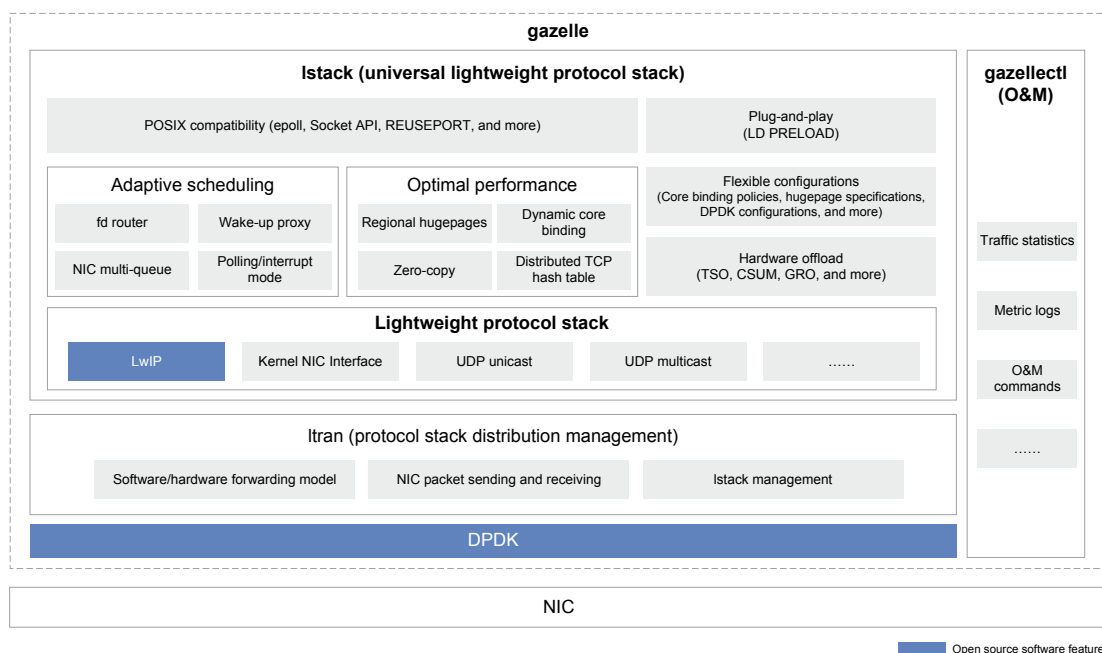 gazelle
lstack (universal lightweight protocol stack)
POSIX compatibility (epoll, Socket API, REUSEPORT, and more)
Plug-and-play
(LD PRELOAD)
Adaptive scheduling
fd router
Wake-up proxy
NIC multi-queue
Polling/interrupt
mode
Optimal performance
Regional hugepages
Dynamic core
binding
Zero-copy
Distributed TCP
hash table
Flexible configurations
(Core binding policies, hugepage specifications,
DPDK configurations, and more)
Hardware offload
(TSO, CSUM, GRO, and more)
Lightweight protocol stack
LwIP
Kernel NIC Interface
UDP unicast
UDP multicast
……
ltran (protocol stack distribution management)
Software/hardware forwarding model
NIC packet sending and receiving
lstack management
DPDK
gazellectl
(O&M)
Traffic statistics
Metric logs
O&M
commands
……
NIC
Open source software feature